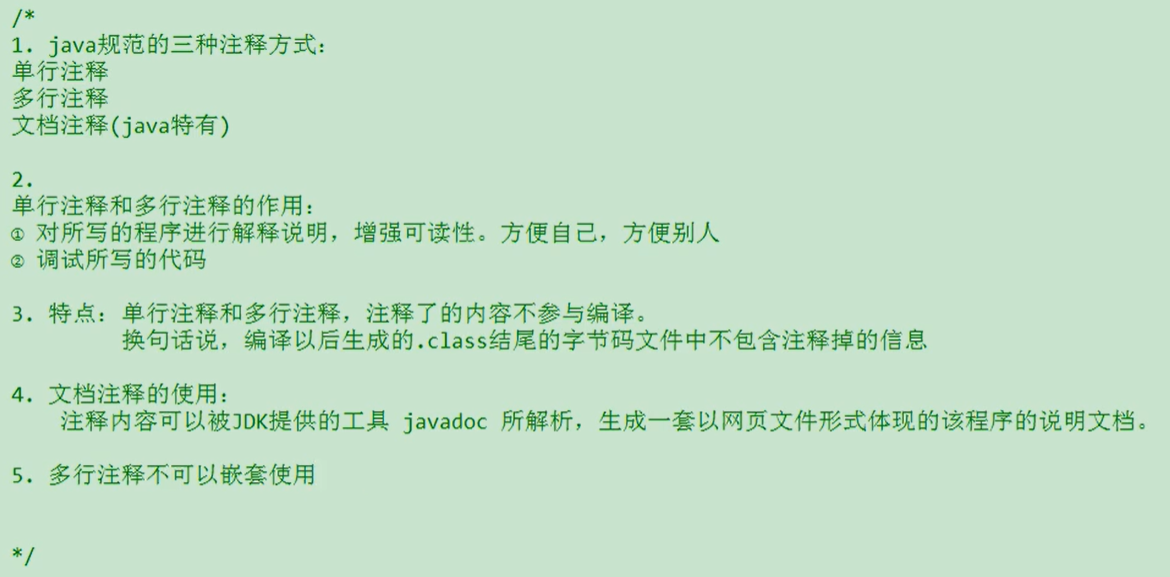 /*
1. java规范的三种注释方式：
单行注释
多行注释
文档注释(java特有)
2.
单行注释和多行注释的作用：
① 对所写的程序进行解释说明，增强可读性。方便自己，方便别人
② 调试所写的代码
3. 特点：单行注释和多行注释，注释了的内容不参与编译。
换句话说，编译以后生成的.class结尾的字节码文件中不包含注释掉的信息
4. 文档注释的使用：
注释内容可以被JDK提供的工具 javadoc 所解析，生成一套以网页文件形式体现的该程序的说明文档。
5. 多行注释不可以嵌套使用
*/